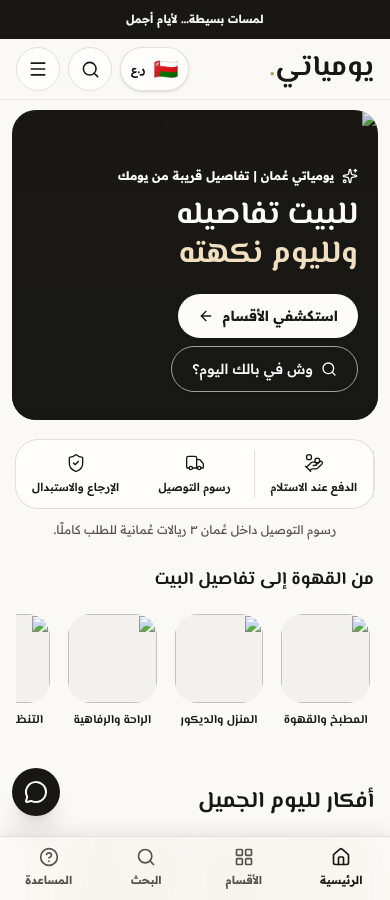 لمسات بسيطة... لأيام أجمل
يومياتي.
ر.ع
يومياتي عُمان | تفاصيل قريبة من يومك
للبيت تفاصيله
ولليوم نكهته
استكشفي الأقسام
وش في بالك اليوم؟
الدفع عند الاستلام
رسوم التوصيل
الإرجاع والاستبدال
رسوم التوصيل داخل عُمان ٣ ريالات عُمانية للطلب كاملًا.
من القهوة إلى تفاصيل البيت
المطبخ والقهوة
المنزل والديكور
الراحة والرفاهية
التنظ
أفكار لليوم الجميل
الرئيسية
الأقسام
البحث
المساعدة